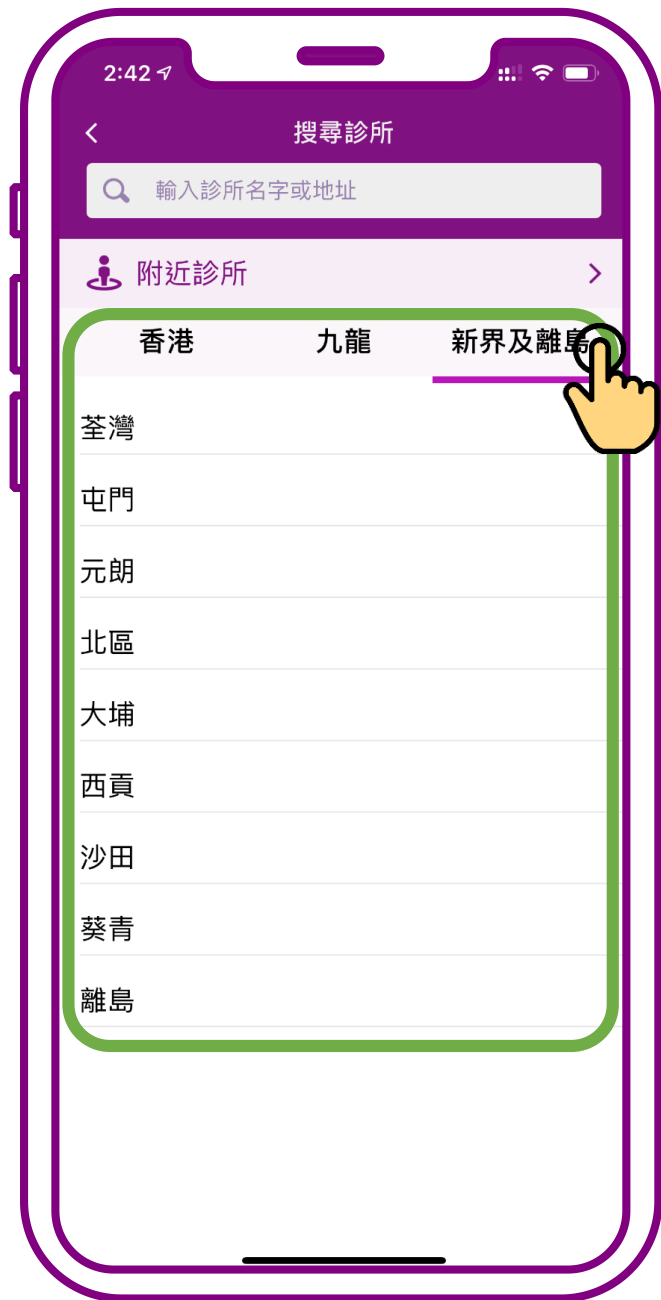 2:42
搜尋診所
輸入診所名字或地址
附近診所
香港 九龍 新界及離島
荃灣
屯門
元朗
北區
大埔
西貢
沙田
葵青
離島